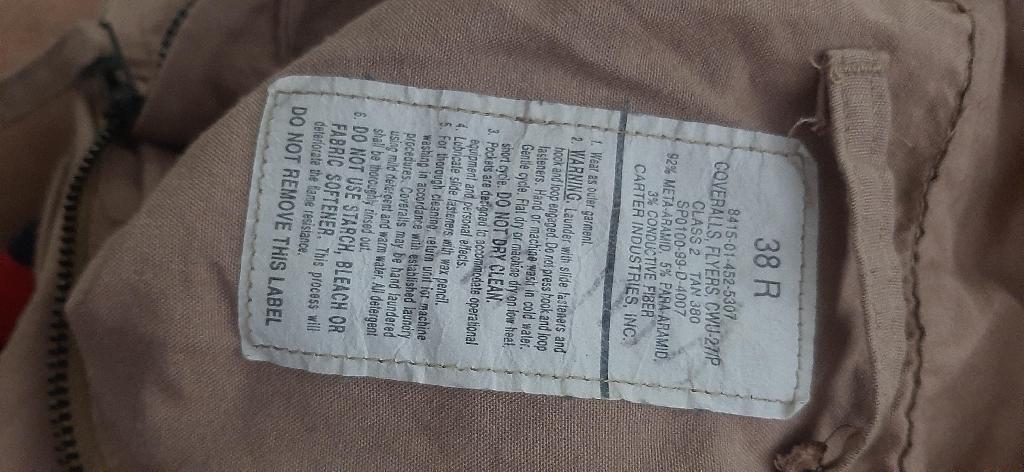 38 R
8415-01-452-5307
COVERALLS, FLYERS, CWU-27/P
CLASS 2 TAN 380
SPO100-99-D-4007
92% META-ARAMID, 5% PARA-ARAMID,
3% CONDUCTIVE FIBER
CARTER INDUSTRIES, INC.
1. Wear as outer garment.
2. WARNING. Launder with slide fasteners and
hook and loop engaged. Do not press hook and loop
fasteners. Hand or machine wash in cold water.
Gentle cycle. Flat dry or machine dry on low heat,
short cycle. DO NOT DRY CLEAN.
3. Pockets are designed to accommodate operational
equipment and personal effects.
4. Lubricate slide fasteners with wax pencil.
5. For thorough cleaning, return unit for machine
washing in accordance with established laundry
procedures. Coveralls may be hand laundered
using mild detergent and warm water. All detergent
shall be thoroughly rinsed out.
6. DO NOT USE STARCH, BLEACH OR
FABRIC SOFTENER. This process will
deteriorate the flame resistance.
DO NOT REMOVE THIS LABEL